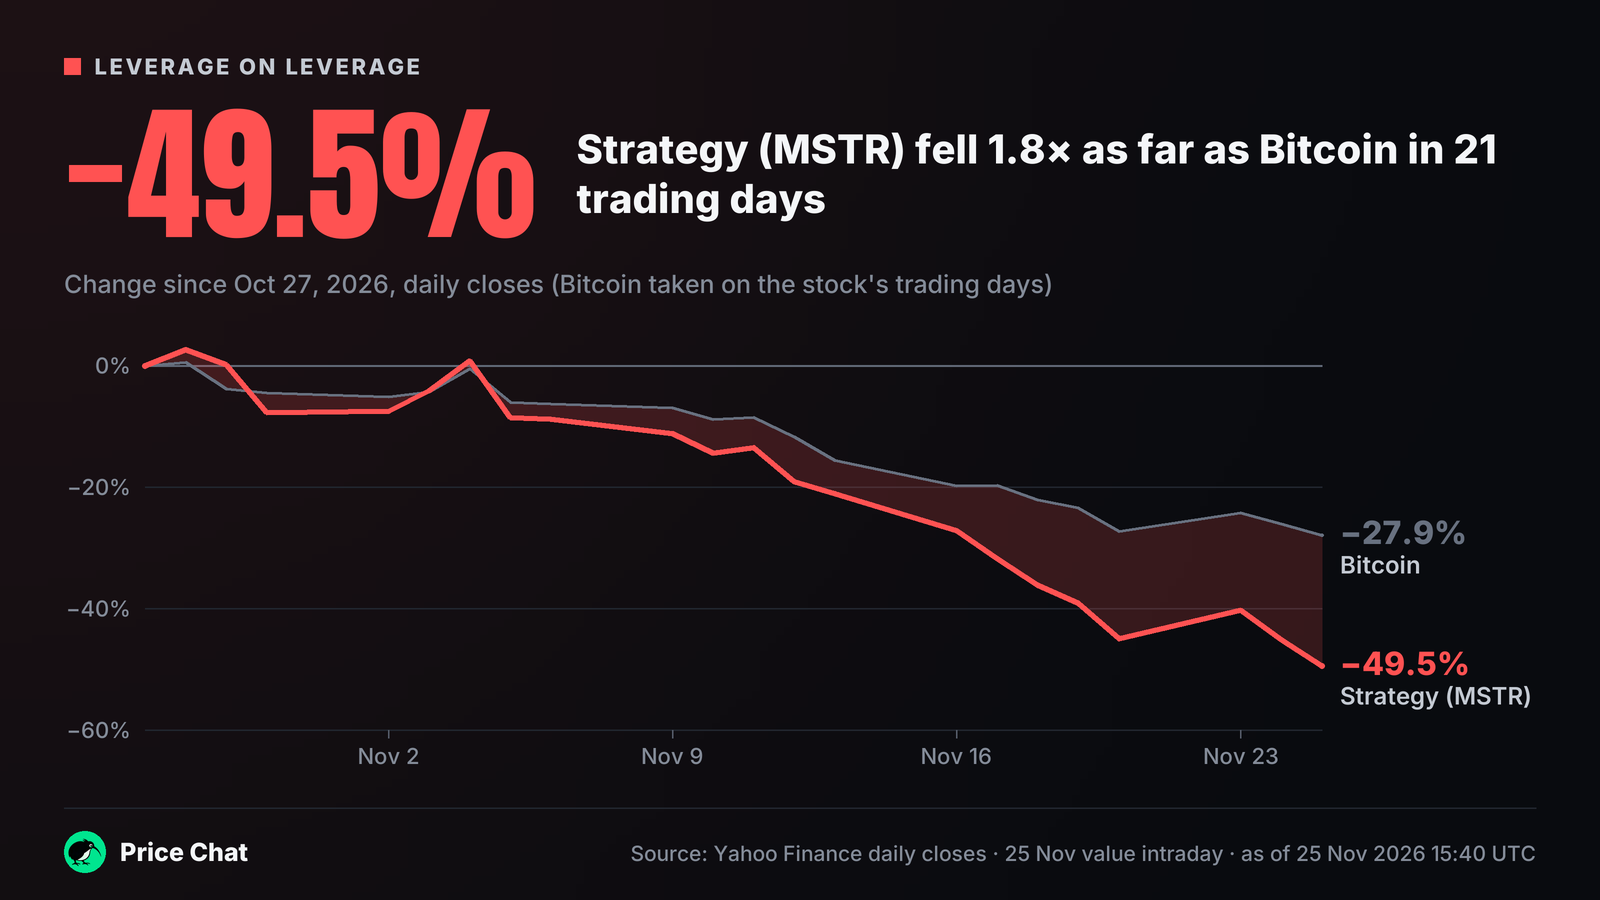 LEVERAGE ON LEVERAGE
−49.5%
Strategy (MSTR) fell 1.8× as far as Bitcoin in 21
trading days
Change since Oct 27, 2026, daily closes (Bitcoin taken on the stock's trading days)
0%
−20%
−40%
−60%
−27.9%
Bitcoin
−49.5%
Strategy (MSTR)
Nov 2
Nov 9
Nov 16
Nov 23
Price Chat
Source: Yahoo Finance daily closes · 25 Nov value intraday · as of 25 Nov 2026 15:40 UTC